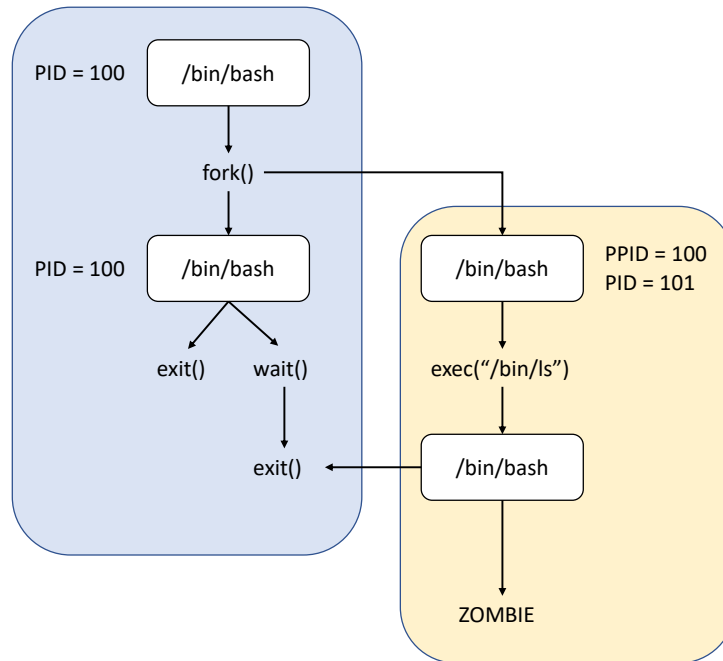 PID = 100
/bin/bash
fork()
PID = 100
/bin/bash
/bin/bash
PPID = 100
PID = 101
exit()
wait()
exec(“/bin/ls”)
exit()
/bin/bash
ZOMBIE